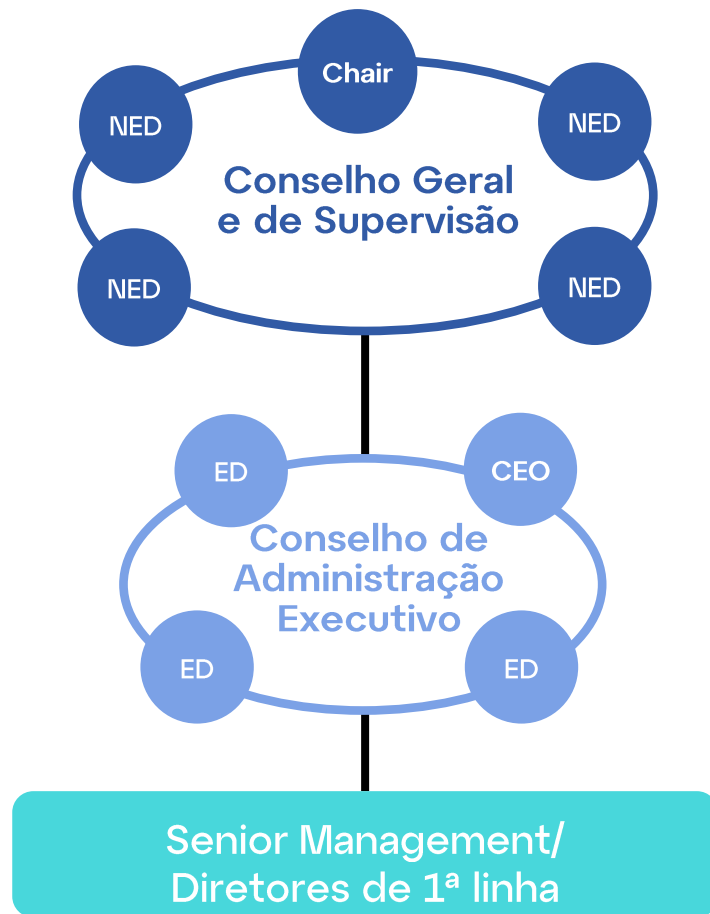 Chair
NED
NED
Conselho Geral
e de Supervisão
NED
NED
ED
CEO
Conselho de
Administração
Executivo
ED
ED
Senior Management/
Diretores de 1ª linha